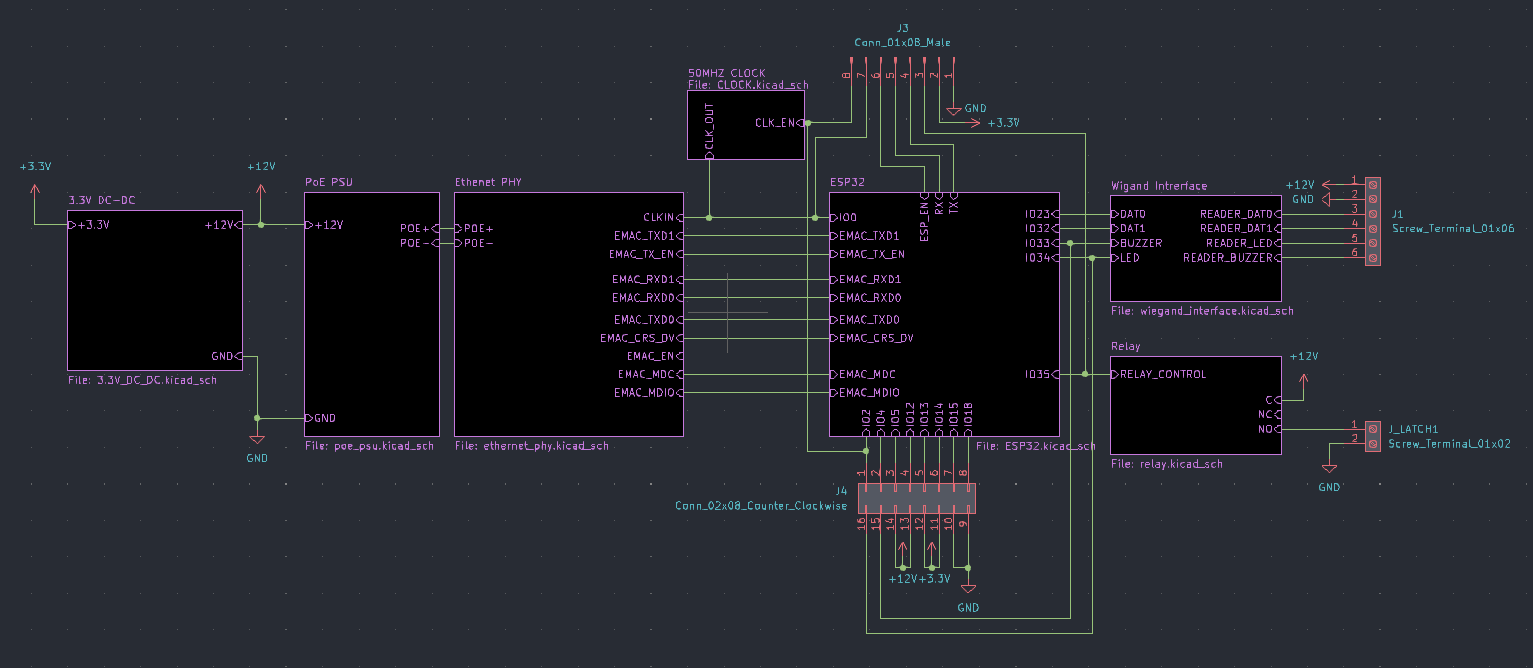 J3
Conn_01x08_Male
8 7 6 5 4 3 2 1
GND
+3.3V
50MHZ CLOCK
File: CLOCK.kicad_sch
CLK_OUT
CLK_EN
+3.3V
+12V
3.3V DC-DC
+3.3V
+12V
GND
File: 3.3V_DC_DC.kicad_sch
GND
PoE PSU
+12V
POE+
POE-
GND
File: poe_psu.kicad_sch
Ethernet PHY
POE+
POE-
CLKIN
EMAC_TXD1
EMAC_TX_EN
EMAC_RXD1
EMAC_RXD0
EMAC_TXD0
EMAC_CRS_DV
EMAC_EN
EMAC_MDC
EMAC_MDIO
File: ethernet_phy.kicad_sch
ESP32
IO0
EMAC_TXD1
EMAC_TX_EN
EMAC_RXD1
EMAC_RXD0
EMAC_TXD0
EMAC_CRS_DV
EMAC_MDC
EMAC_MDIO
ESP_EN
RX
TX
IO23
IO32
IO33
IO34
IO35
IO2
IO4
IO5
IO12
IO13
IO14
IO15
IO18
File: ESP32.kicad_sch
J4
Conn_02x08_Counter_Clockwise
1 2 3 4 5 6 7 8
16 15 14 13 12 11 10 9
+12V
+3.3V
GND
Wigand Intrerface
DAT0
DAT1
BUZZER
LED
READER_DAT0
READER_DAT1
READER_LED
READER_BUZZER
File: wiegand_interface.kicad_sch
+12V
GND
1
2
3
4
5
6
J1
Screw_Terminal_01x06
Relay
RELAY_CONTROL
C
NC
NO
File: relay.kicad_sch
+12V
1
2
J_LATCH1
Screw_Terminal_01x02
GND